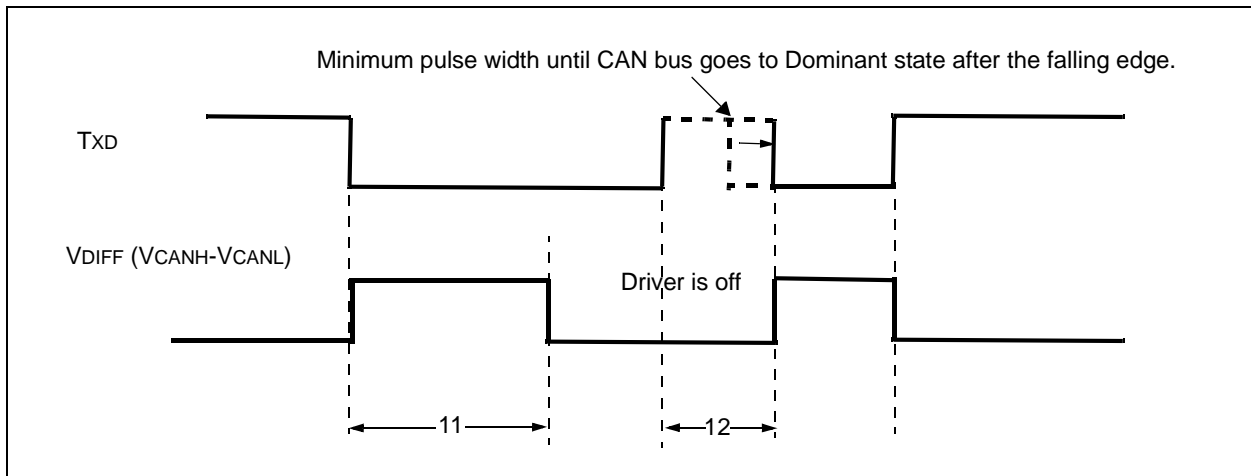 Minimum pulse width until CAN bus goes to Dominant state after the falling edge.
TXD
VDIFF (VCANH-VCANL)
Driver is off
11
12